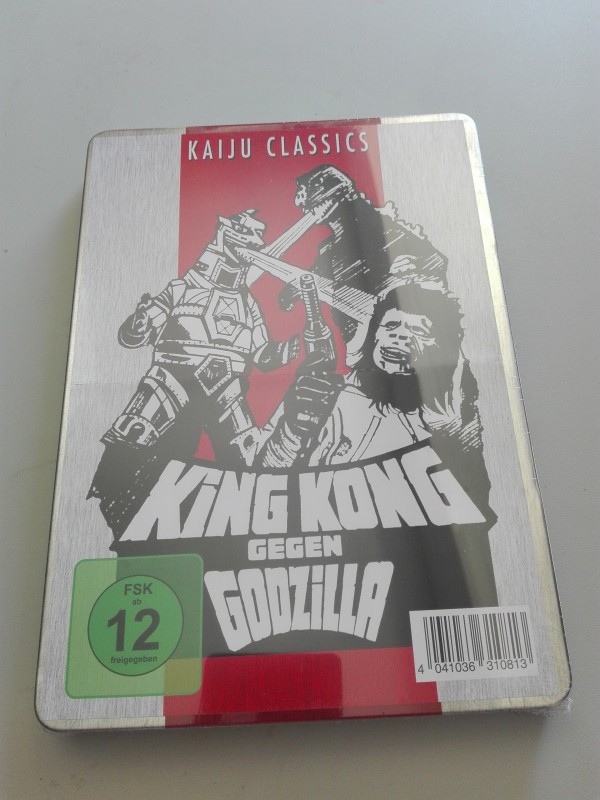 KAIJU CLASSICS
KiNG KONG
GEGEN
GODZiLLA
FSK
ab
12
freigegeben
4 041036 310813